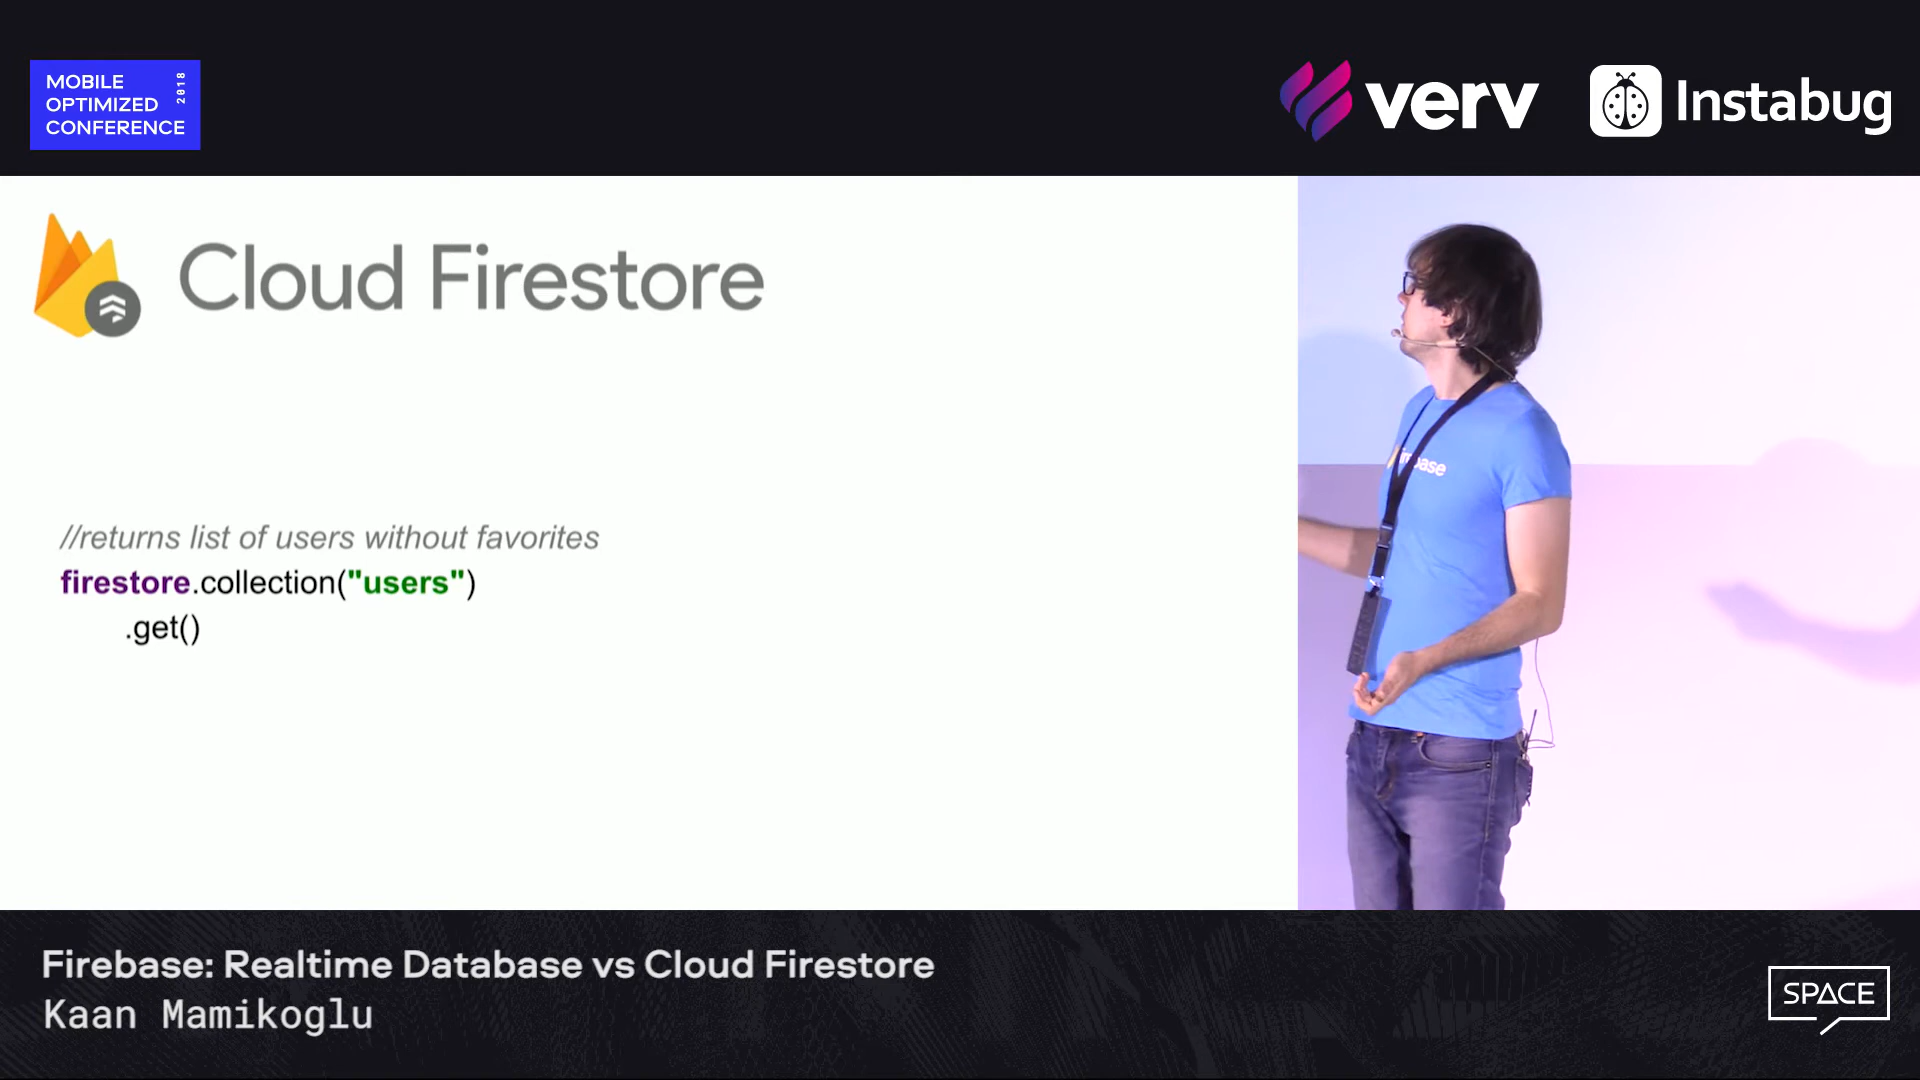 MOBILE
OPTIMIZED
CONFERENCE
2018
verv
Instabug
Cloud Firestore
//returns list of users without favorites
firestore.collection("users")
.get()
Firebase: Realtime Database vs Cloud Firestore
Kaan Mamikoglu
SPACE